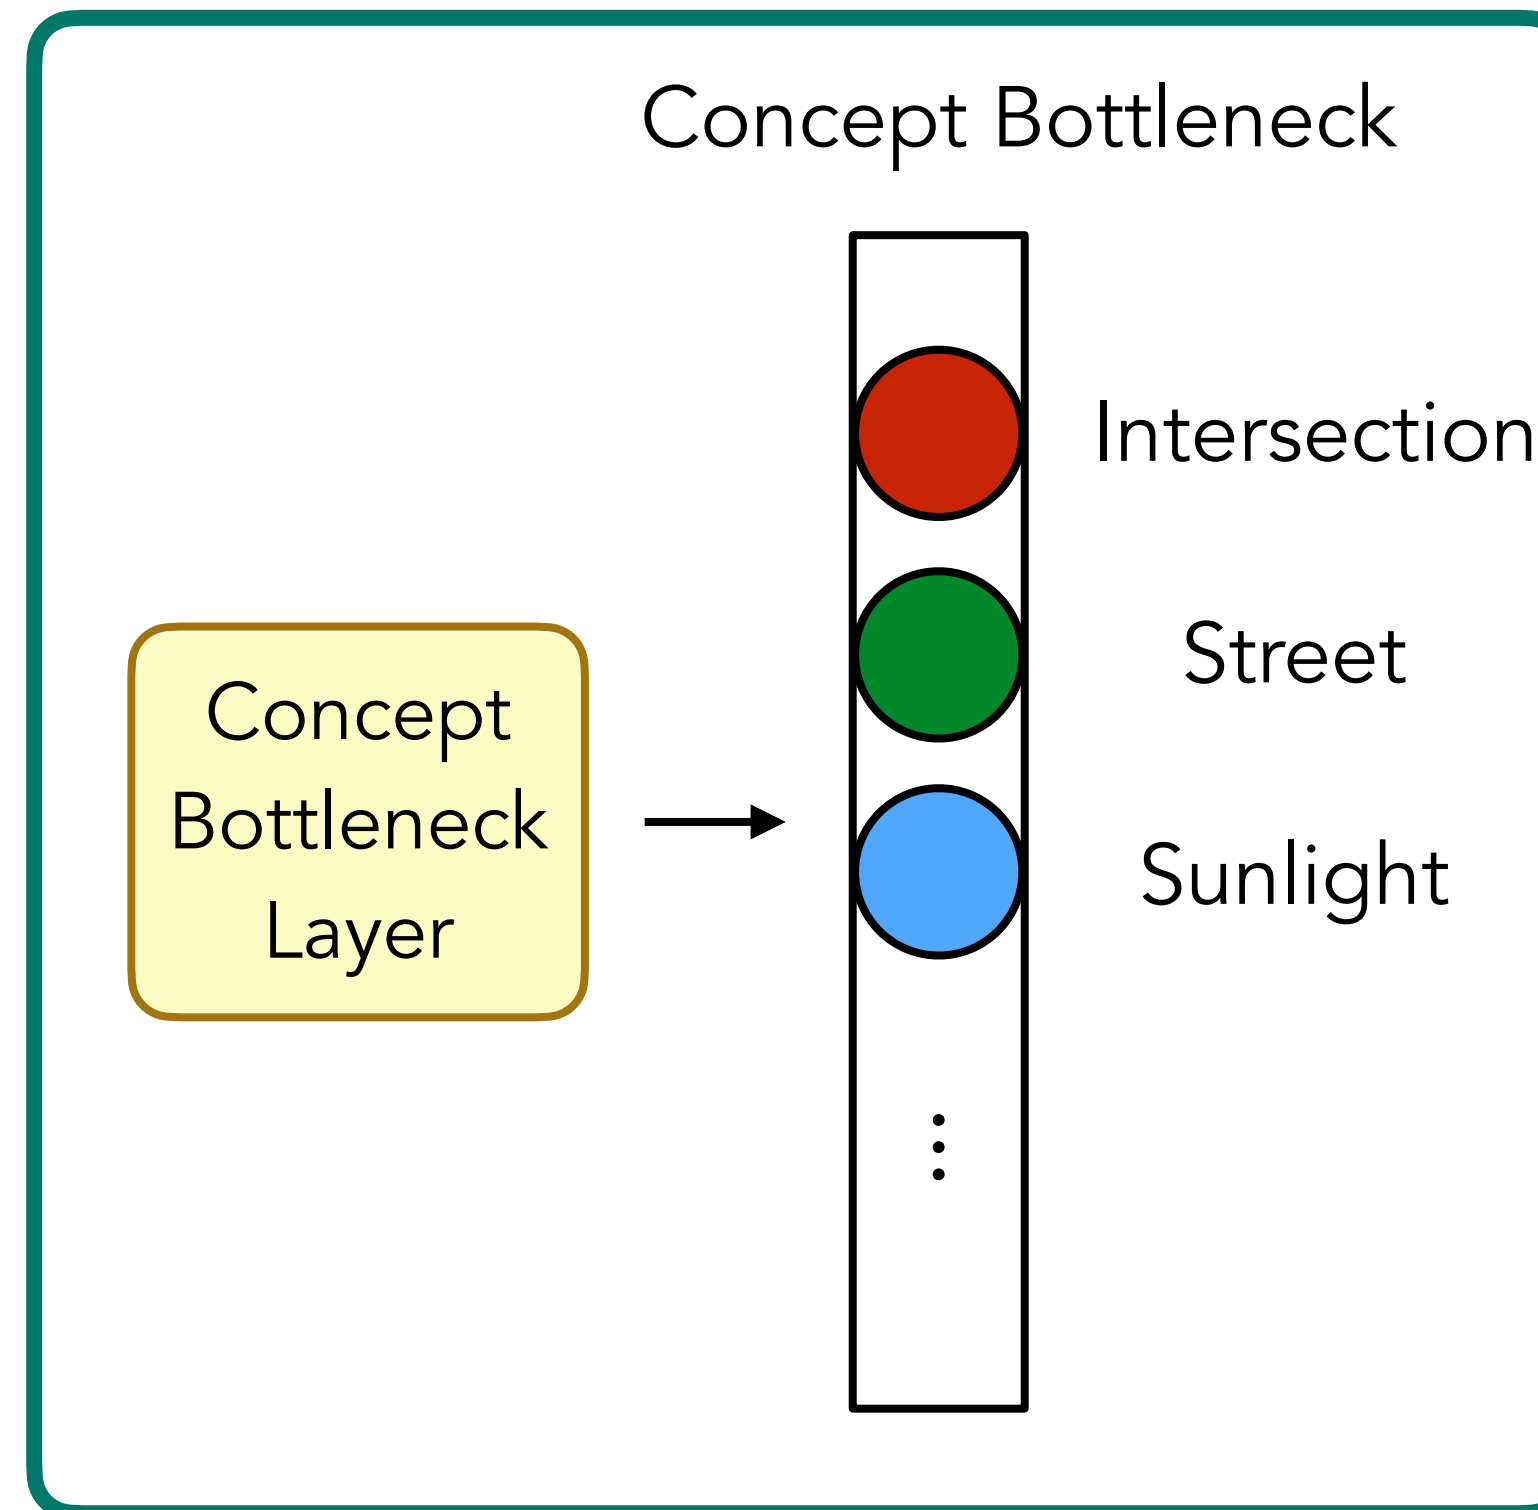 Concept Bottleneck
Intersection
Street
Concept
Bottleneck
Layer
Sunlight